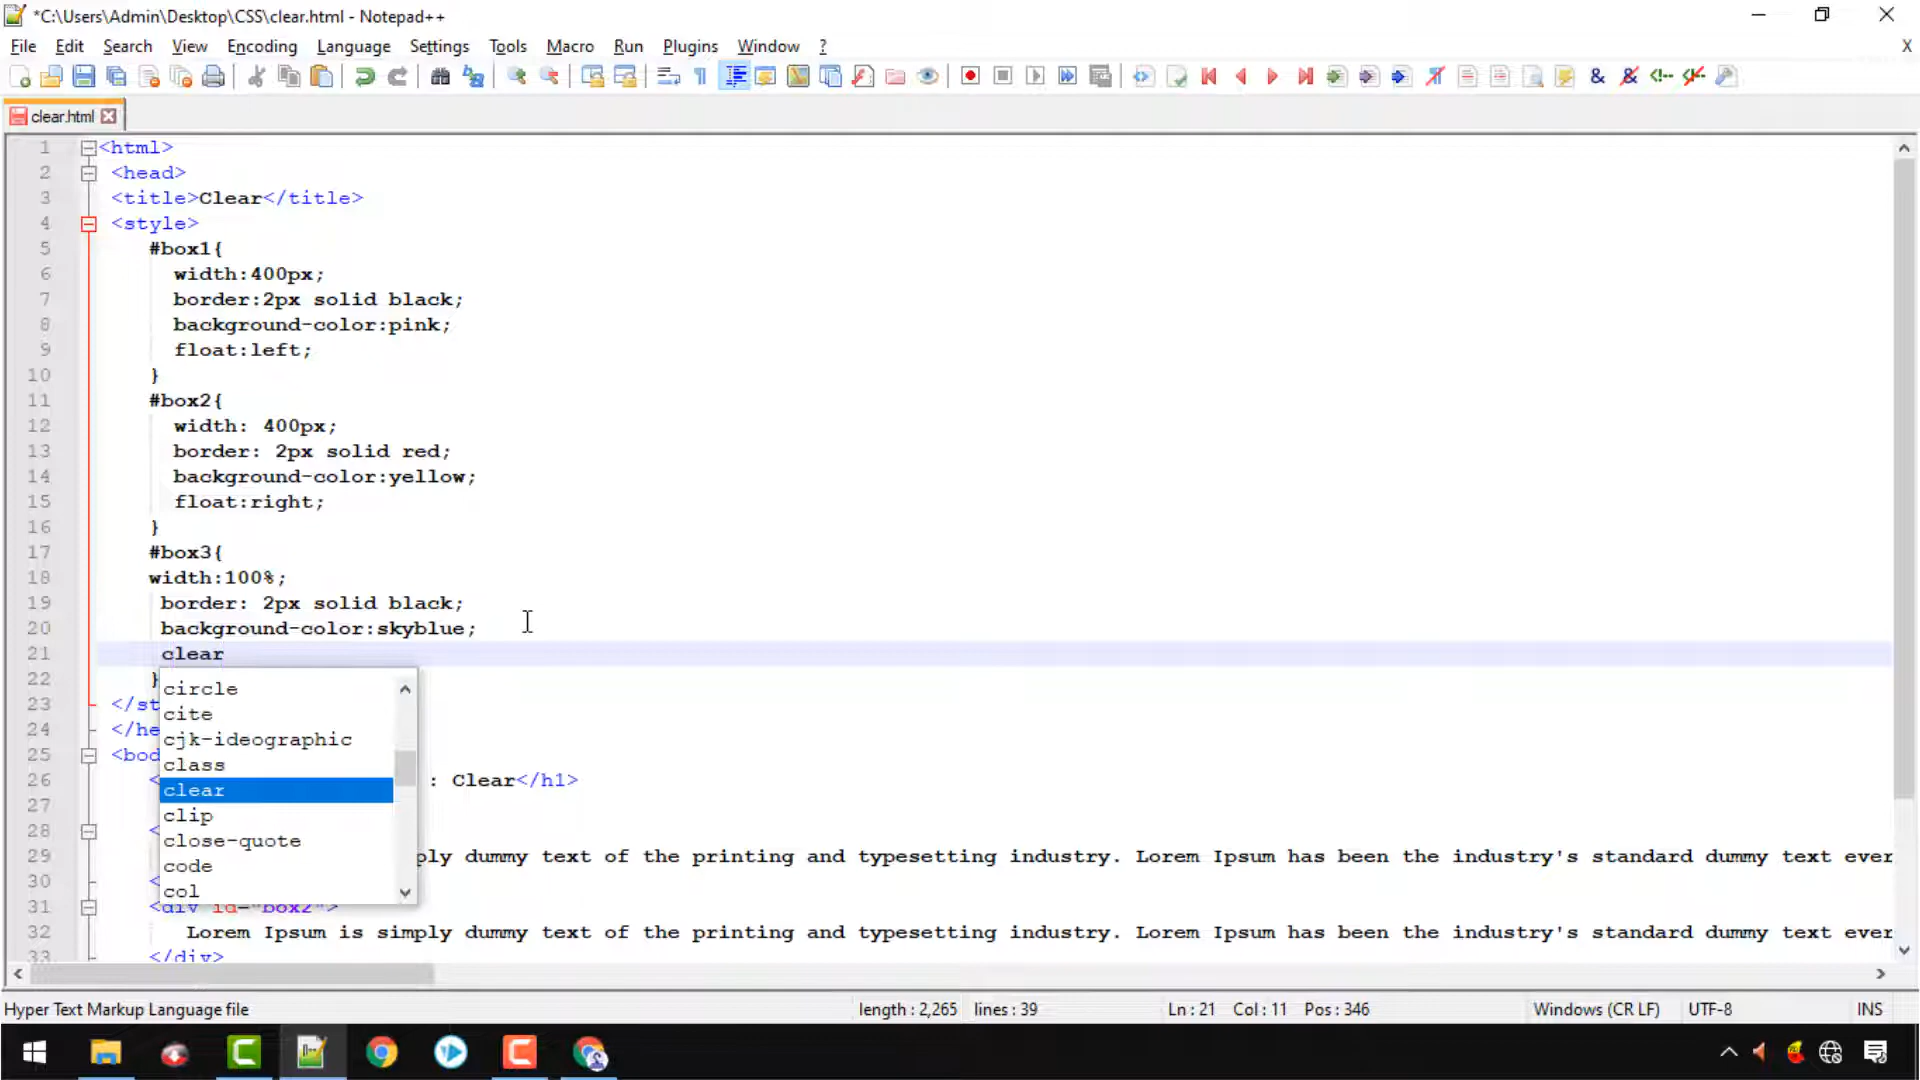 *C:\Users\Admin\Desktop\CSS\clear.html - Notepad++
File Edit Search View Encoding Language Settings Tools Macro Run Plugins Window ? X
clear.html
1 <html>
2 <head>
3 <title>Clear</title>
4 <style>
5 #box1{
6 width:400px;
7 border:2px solid black;
8 background-color:pink;
9 float:left;
10 }
11 #box2{
12 width: 400px;
13 border: 2px solid red;
14 background-color:yellow;
15 float:right;
16 }
17 #box3{
18 width:100%;
19 border: 2px solid black;
20 background-color:skyblue;
21 clear
22 }
23 </st
24 </he
25 <bod
26 < : Clear</h1>
27
28 <
29 ply dummy text of the printing and typesetting industry. Lorem Ipsum has been the industry's standard dummy text ever
30 <
31 <div id="box2">
32 Lorem Ipsum is simply dummy text of the printing and typesetting industry. Lorem Ipsum has been the industry's standard dummy text ever
33 </div>
circle
cite
cjk-ideographic
class
clear
clip
close-quote
code
col
Hyper Text Markup Language file length : 2,265 lines : 39 Ln : 21 Col : 11 Pos : 346 Windows (CR LF) UTF-8 INS